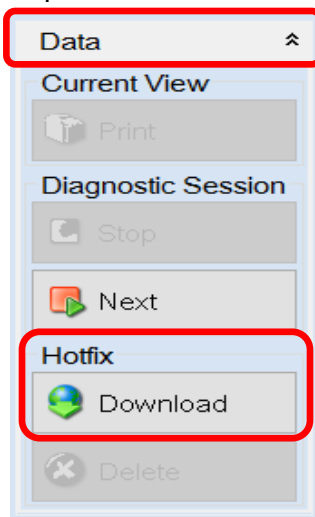 Data
Current View
Print
Diagnostic Session
Stop
Next
Hotfix
Download
Delete